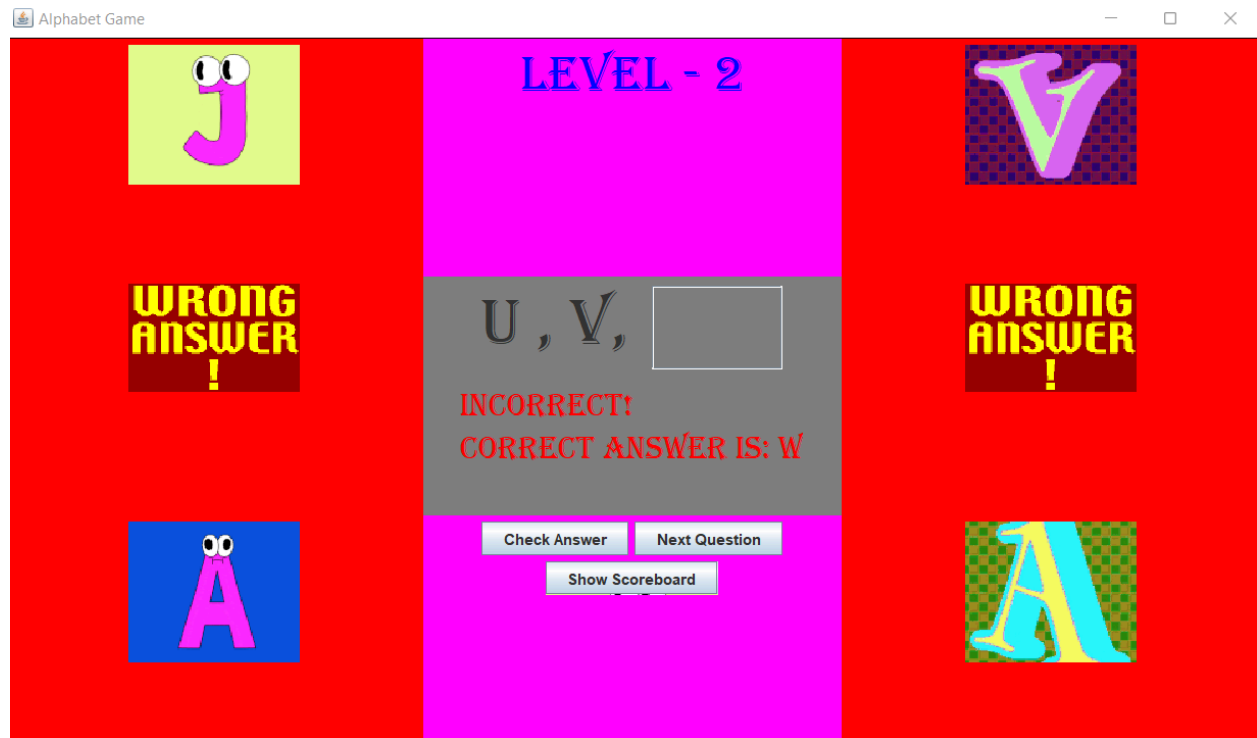 Alphabet Game
J
LEVEL - 2
V
WRONG
ANSWER
!
U , V,
WRONG
ANSWER
!
INCORRECT!
CORRECT ANSWER IS: W
A
Check Answer
Next Question
Show Scoreboard
A